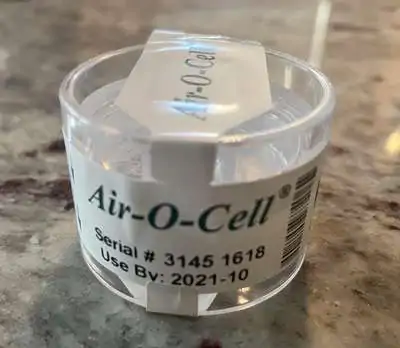 Air-O-Cell
Air-O-Cell®
Serial # 3145 1618
Use By: 2021-10